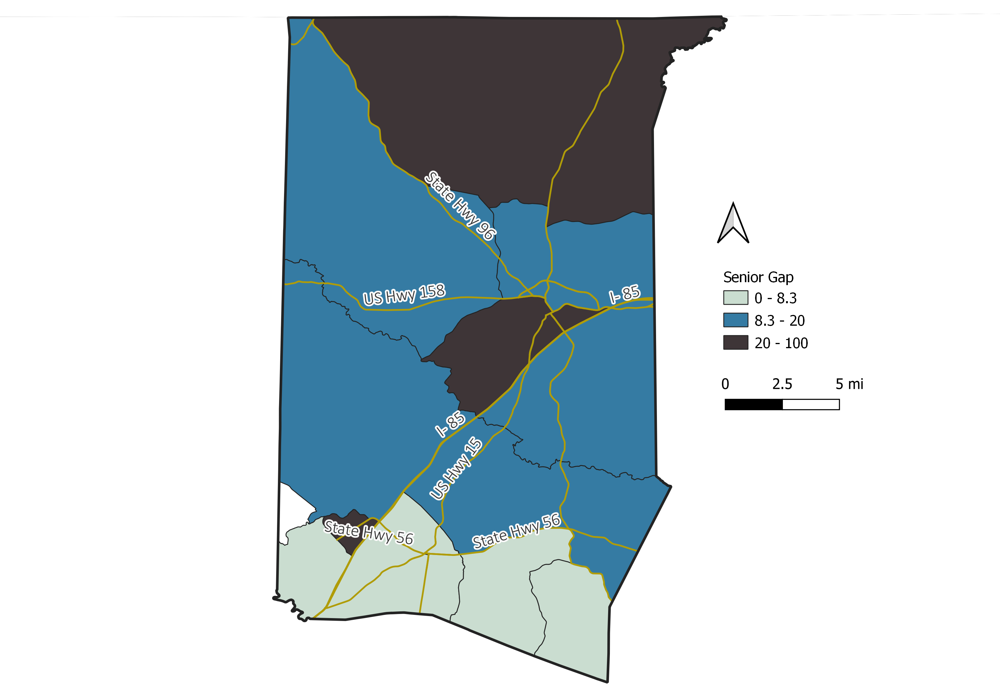 State Hwy 96
US Hwy 158
I- 85
Senior Gap
0 - 8.3
8.3 - 20
20 - 100
0 2.5 5 mi
I- 85
US Hwy 15
State Hwy 56
State Hwy 56